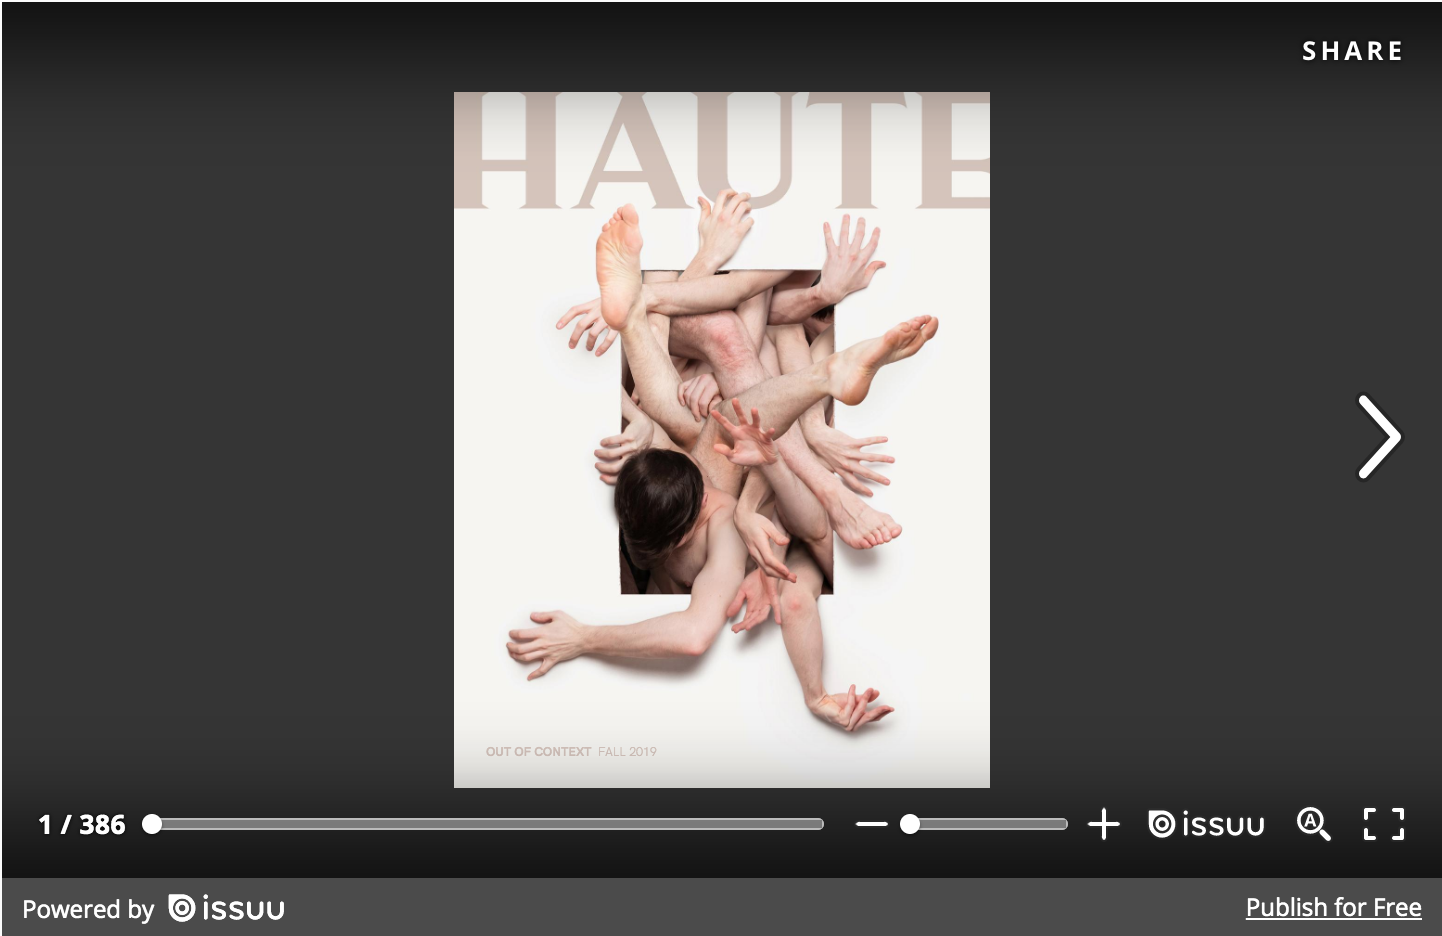 SHARE
HAUTE
OUT OF CONTEXT FALL 2019
1 / 386
issuu
A
Powered by issuu
Publish for Free